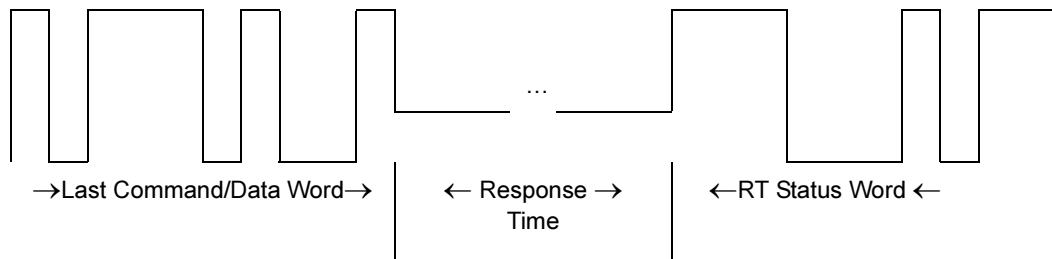 ...
→Last Command/Data Word→
← Response →
Time
←RT Status Word ←